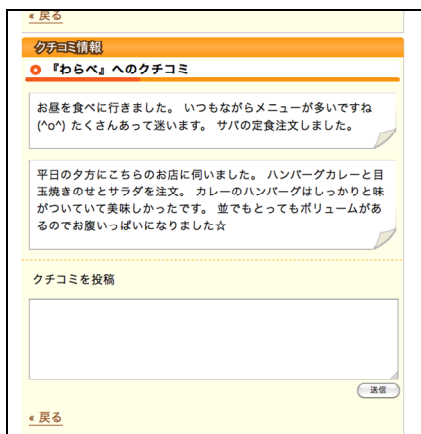 « 戻る
クチコミ情報
『わらべ』へのクチコミ
お昼を食べに行きました。 いつもながらメニューが多いですね
(^o^) たくさんあって迷います。 サバの定食注文しました。
平日の夕方にこちらのお店に伺いました。 ハンバーグカレーと目
玉焼きのせとサラダを注文。 カレーのハンバーグはしっかりと味
がついていて美味しかったです。 並でもとってもボリュームがあ
るのでお腹いっぱいになりました☆
クチコミを投稿
送信
« 戻る